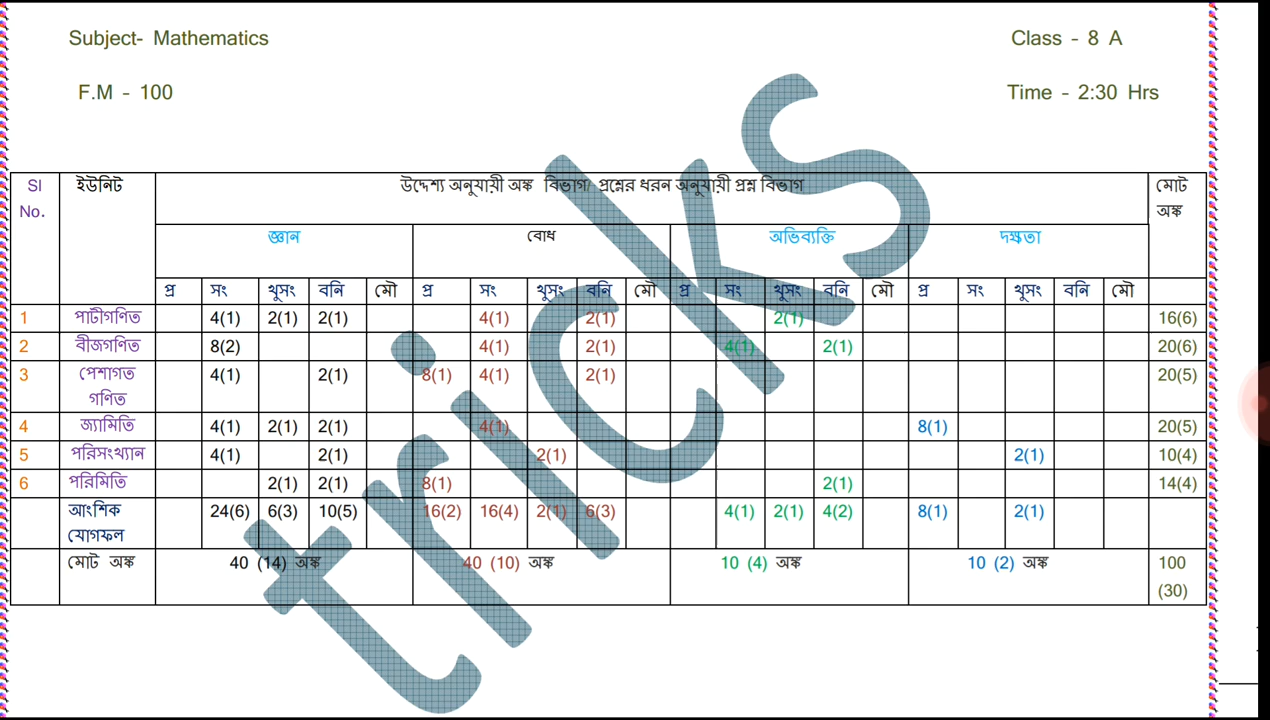 Subject- Mathematics Class - 8 A
F.M - 100 Time - 2:30 Hrs
Sl No. ইউনিট উদ্দেশ্য অনুযায়ী অঙ্ক বিভাগ/ প্রশ্নের ধরন অনুযায়ী প্রশ্ন বিভাগ মোট অঙ্ক
জ্ঞান বোধ অভিব্যক্তি দক্ষতা
প্র সং থুসং বনি মৌ প্র সং থুসং বনি মৌ প্র সং থুসং বনি মৌ প্র সং থুসং বনি মৌ
1 পাটীগণিত 4(1) 2(1) 2(1) 4(1) 2(1) 2(1) 16(6)
2 বীজগণিত 8(2) 4(1) 2(1) 4(1) 2(1) 20(6)
3 পেশাগত গণিত 4(1) 2(1) 8(1) 4(1) 2(1) 20(5)
4 জ্যামিতি 4(1) 2(1) 2(1) 4(1) 8(1) 20(5)
5 পরিসংখ্যান 4(1) 2(1) 2(1) 2(1) 10(4)
6 পরিমিতি 2(1) 2(1) 8(1) 2(1) 14(4)
আংশিক যোগফল 24(6) 6(3) 10(5) 16(2) 16(4) 2(1) 6(3) 4(1) 2(1) 4(2) 8(1) 2(1)
মোট অঙ্ক 40 (14) অঙ্ক 40 (10) অঙ্ক 10 (4) অঙ্ক 10 (2) অঙ্ক 100 (30)
tricks